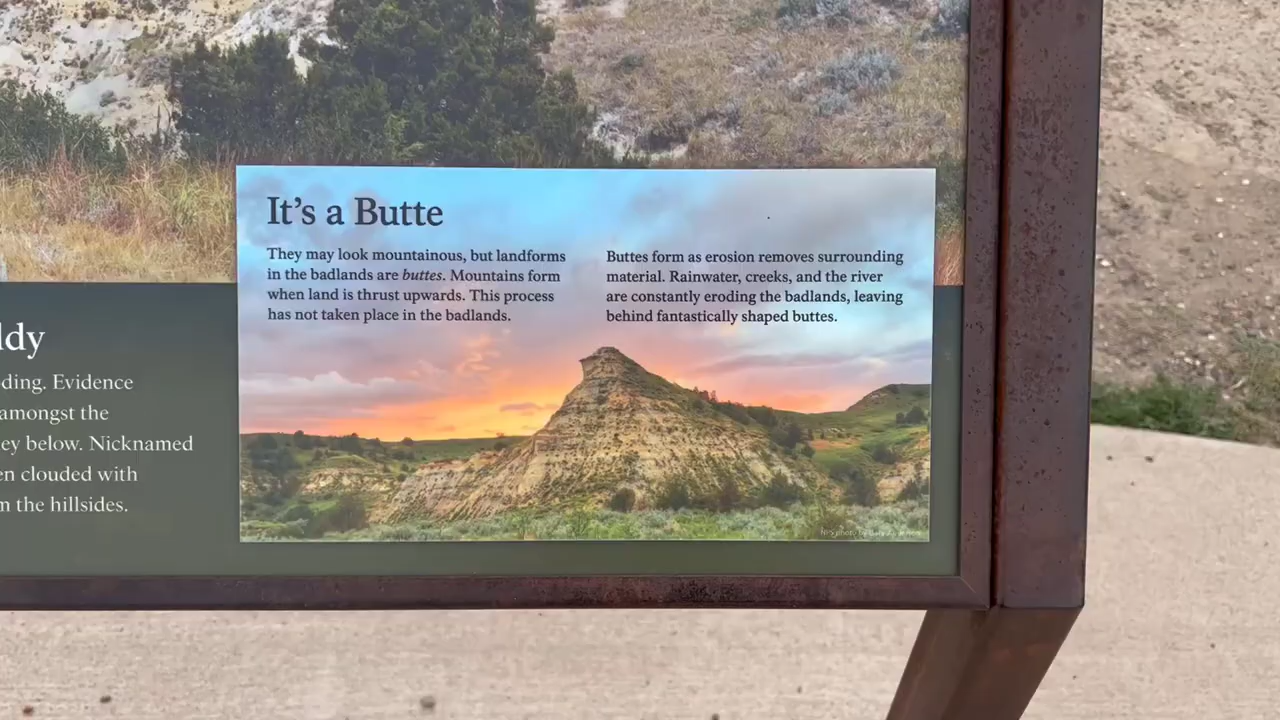 It's a Butte
They may look mountainous, but landforms
in the badlands are buttes. Mountains form
when land is thrust upwards. This process
has not taken place in the badlands.
Buttes form as erosion removes surrounding
material. Rainwater, creeks, and the river
are constantly eroding the badlands, leaving
behind fantastically shaped buttes.
ddy
ding. Evidence
amongst the
ey below. Nicknamed
en clouded with
the hillsides.